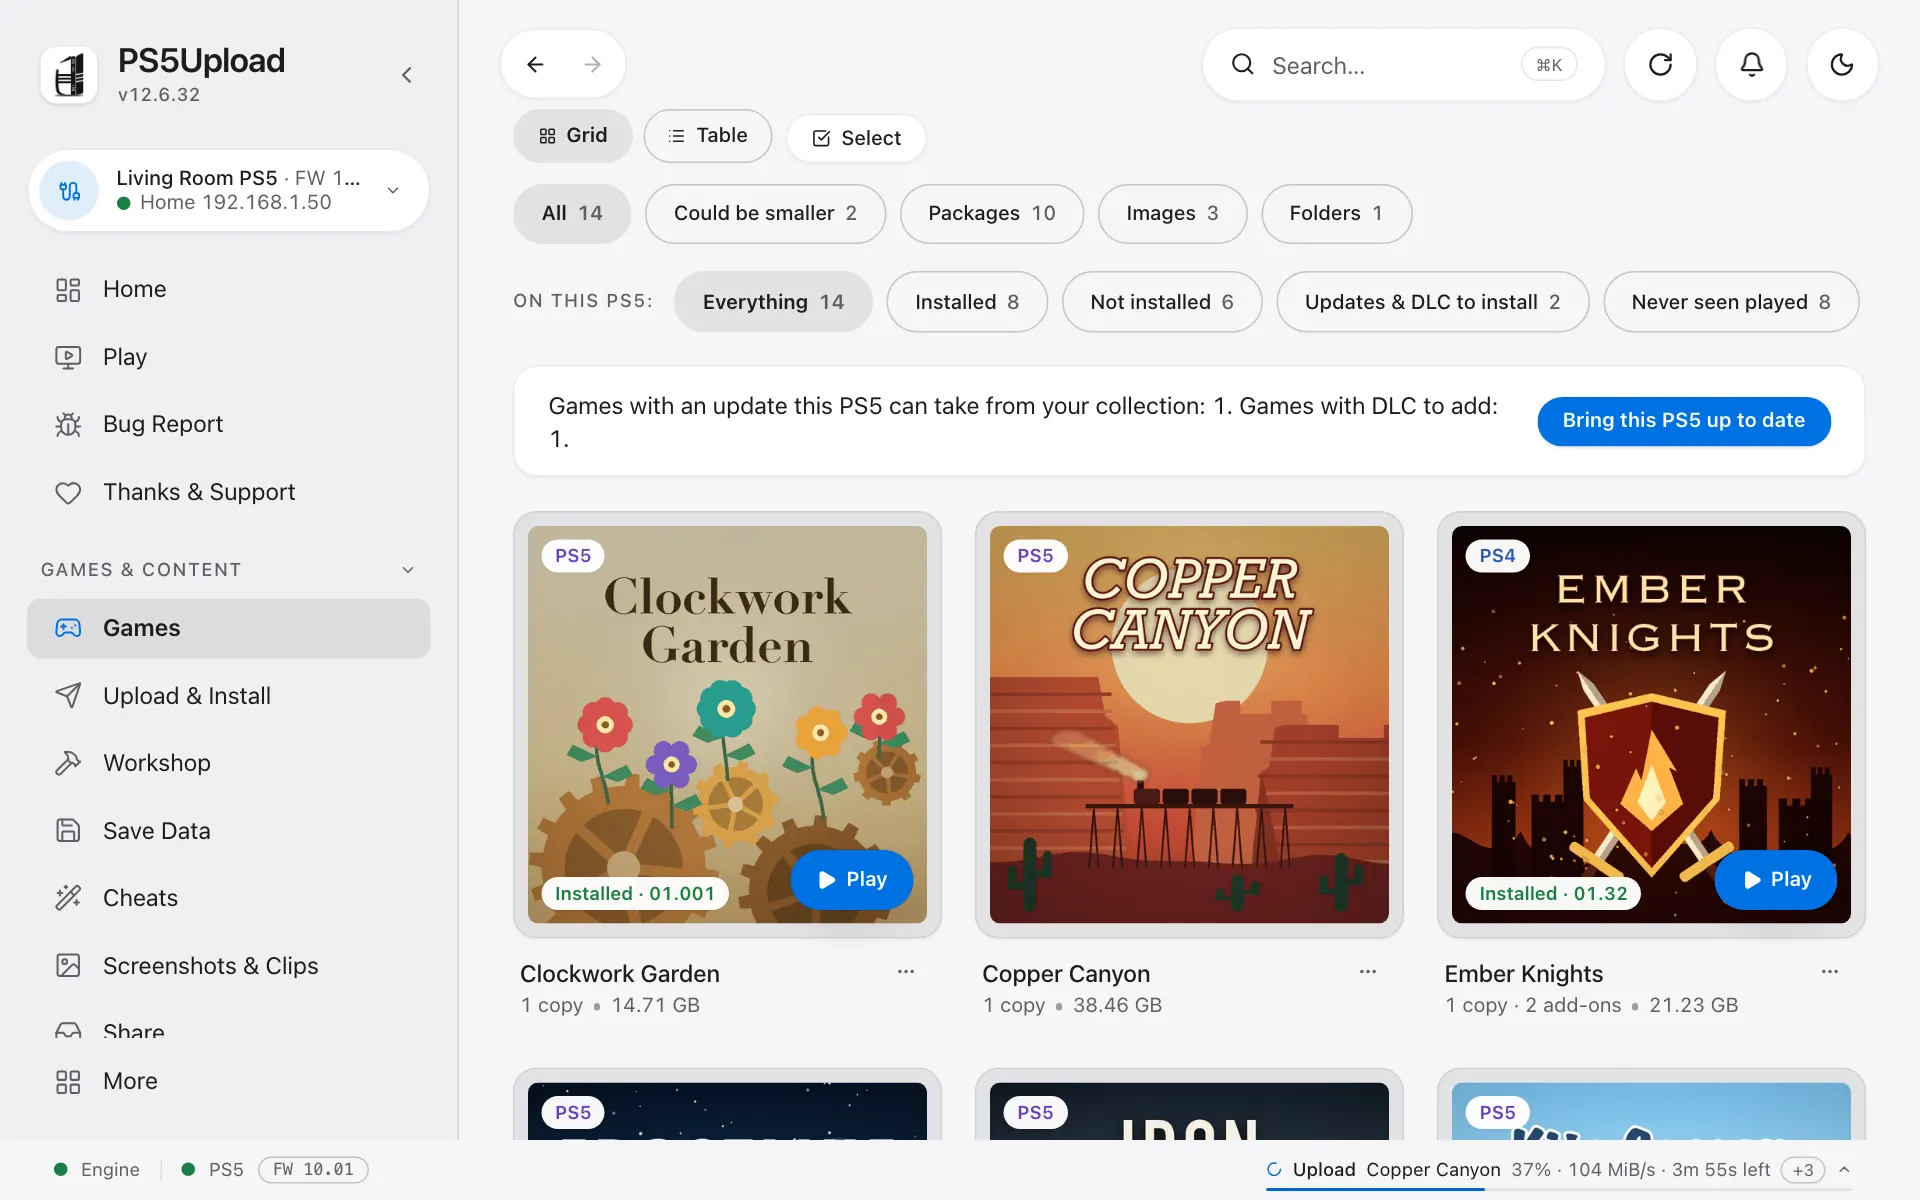 PS5Upload
v12.6.32
Living Room PS5 · FW 1...
Home 192.168.1.50
Home
Play
Bug Report
Thanks & Support
GAMES & CONTENT
Games
Upload & Install
Workshop
Save Data
Cheats
Screenshots & Clips
Share
More
Search...
⌘K
Grid
Table
Select
All 14
Could be smaller 2
Packages 10
Images 3
Folders 1
ON THIS PS5:
Everything 14
Installed 8
Not installed 6
Updates & DLC to install 2
Never seen played 8
Games with an update this PS5 can take from your collection: 1. Games with DLC to add:
1.
Bring this PS5 up to date
PS5
Clockwork
Garden
Installed · 01.001
Play
Clockwork Garden
1 copy • 14.71 GB
PS5
COPPER
CANYON
Copper Canyon
1 copy • 38.46 GB
PS4
EMBER
KNIGHTS
Installed · 01.32
Play
Ember Knights
1 copy · 2 add-ons • 21.23 GB
PS5
PS5
IRON
PS5
Engine
PS5
FW 10.01
Upload Copper Canyon 37% · 104 MiB/s · 3m 55s left +3